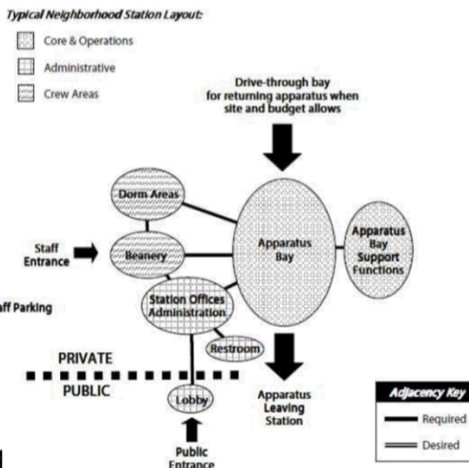 Typical Neighborhood Station Layout:
Core & Operations
Administrative
Crew Areas
Drive-through bay
for returning apparatus when
site and budget allows
Dorm Areas
Staff
Entrance
Beanery
Apparatus
Bay
Apparatus
Bay
Support
Functions
Station Offices
Administration
aff Parking
Restroom
PRIVATE
PUBLIC
Lobby
Apparatus
Leaving
Station
Public
Entrance
Adjacency Key
Required
Desired